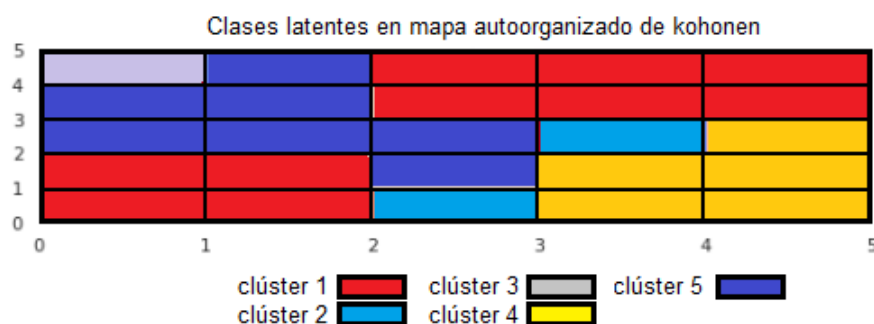 Clases latentes en mapa autoorganizado de kohonen
5
4
3
2
1
0
0 1 2 3 4 5
clúster 1 clúster 3 clúster 5
clúster 2 clúster 4